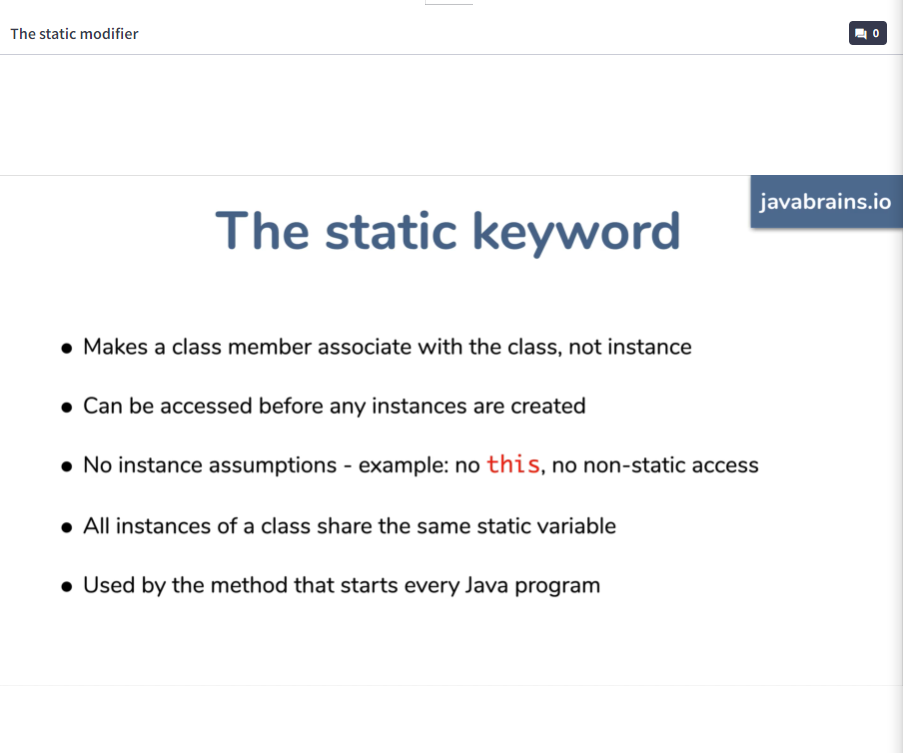 The static modifier
0
javabrains.io
The static keyword
● Makes a class member associate with the class, not instance
● Can be accessed before any instances are created
● No instance assumptions - example: no this, no non-static access
● All instances of a class share the same static variable
● Used by the method that starts every Java program